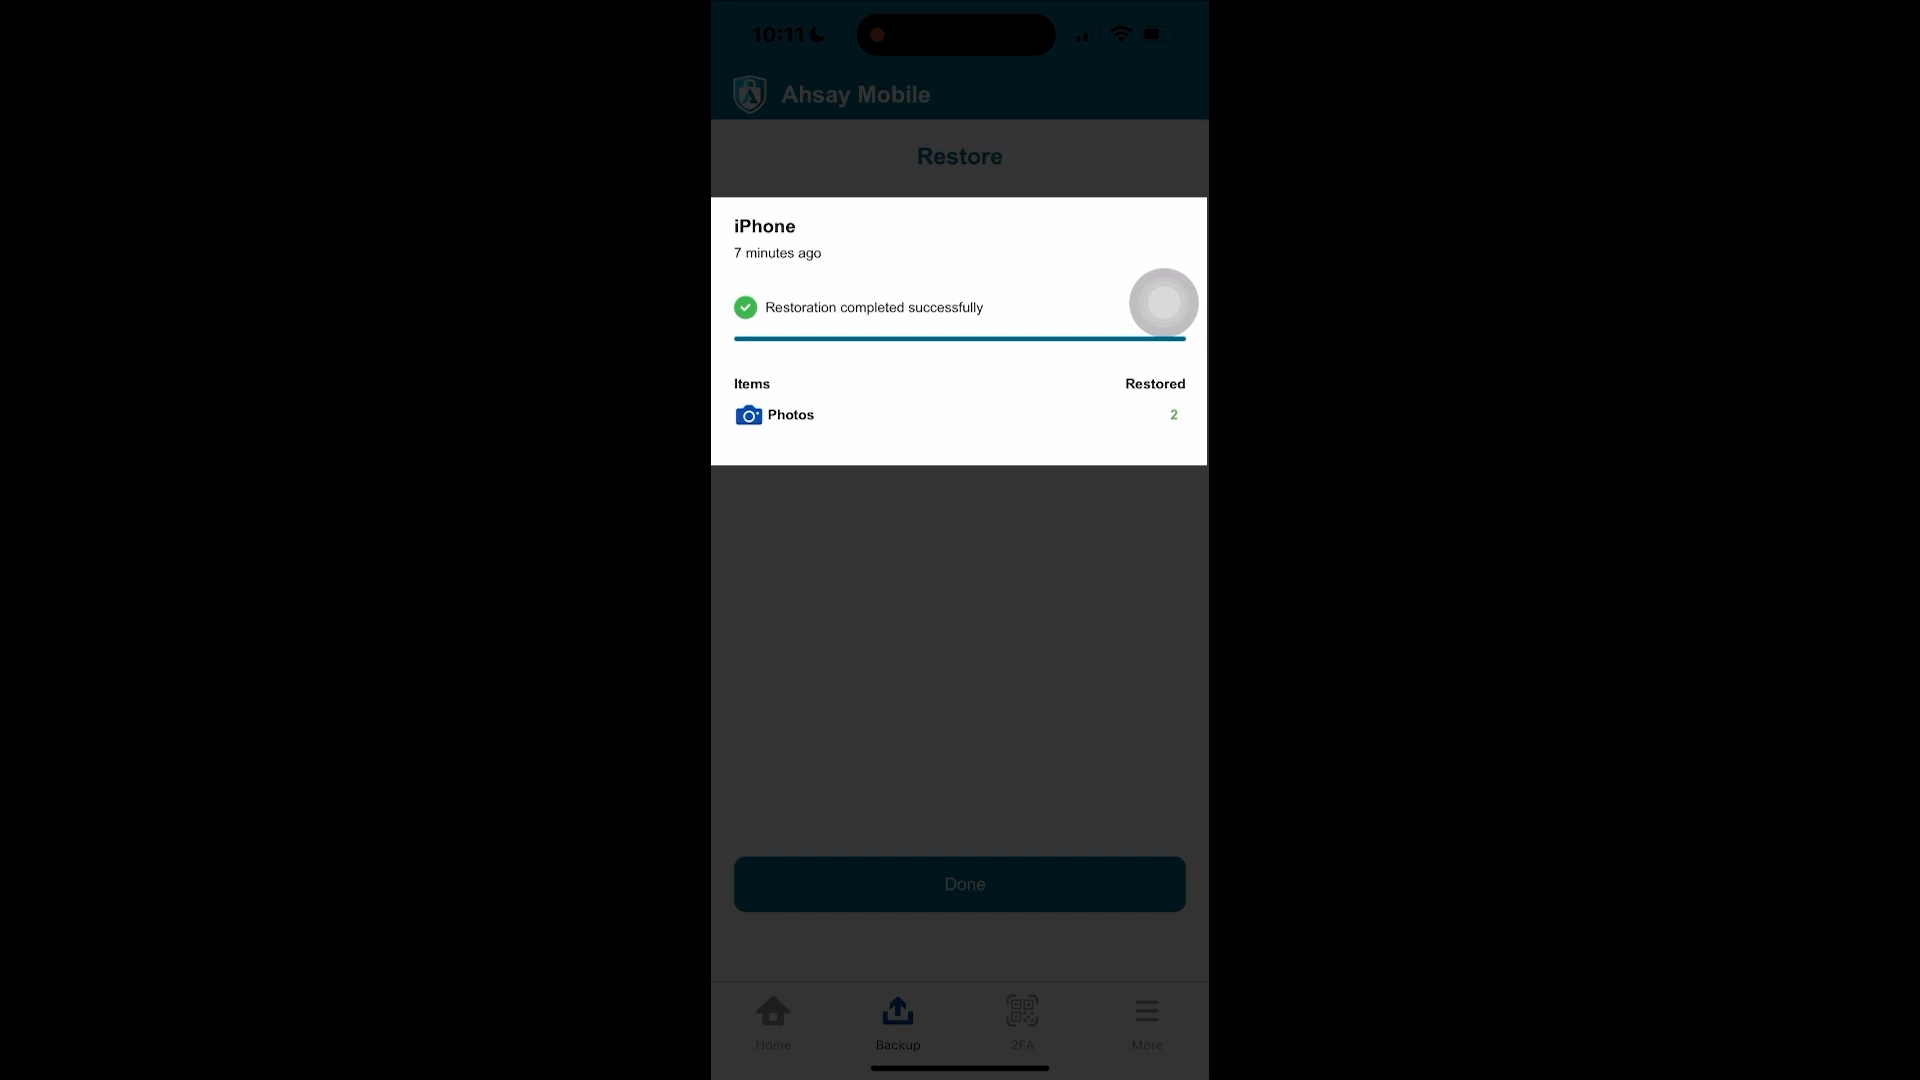 10:11
Ahsay Mobile
Restore
iPhone
7 minutes ago
Restoration completed successfully
Items Restored
Photos 2
Done
Home Backup 2FA More